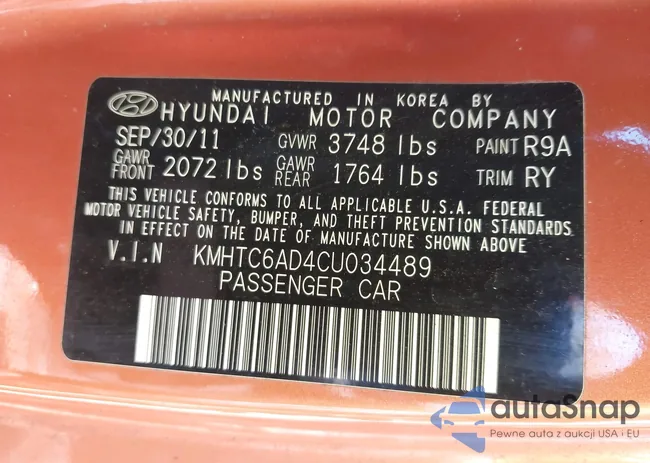 MANUFACTURED IN KOREA BY
HYUNDAI MOTOR COMPANY
SEP/30/11 GVWR 3748 lbs PAINT R9A
GAWR FRONT 2072 lbs GAWR REAR 1764 lbs TRIM RY
THIS VEHICLE CONFORMS TO ALL APPLICABLE U.S.A. FEDERAL
MOTOR VEHICLE SAFETY, BUMPER, AND THEFT PREVENTION STANDARDS
IN EFFECT ON THE DATE OF MANUFACTURE SHOWN ABOVE.
V.I.N KMHTC6AD4CU034489
PASSENGER CAR
autaSnap
Pewne auta z aukcji USA i EU